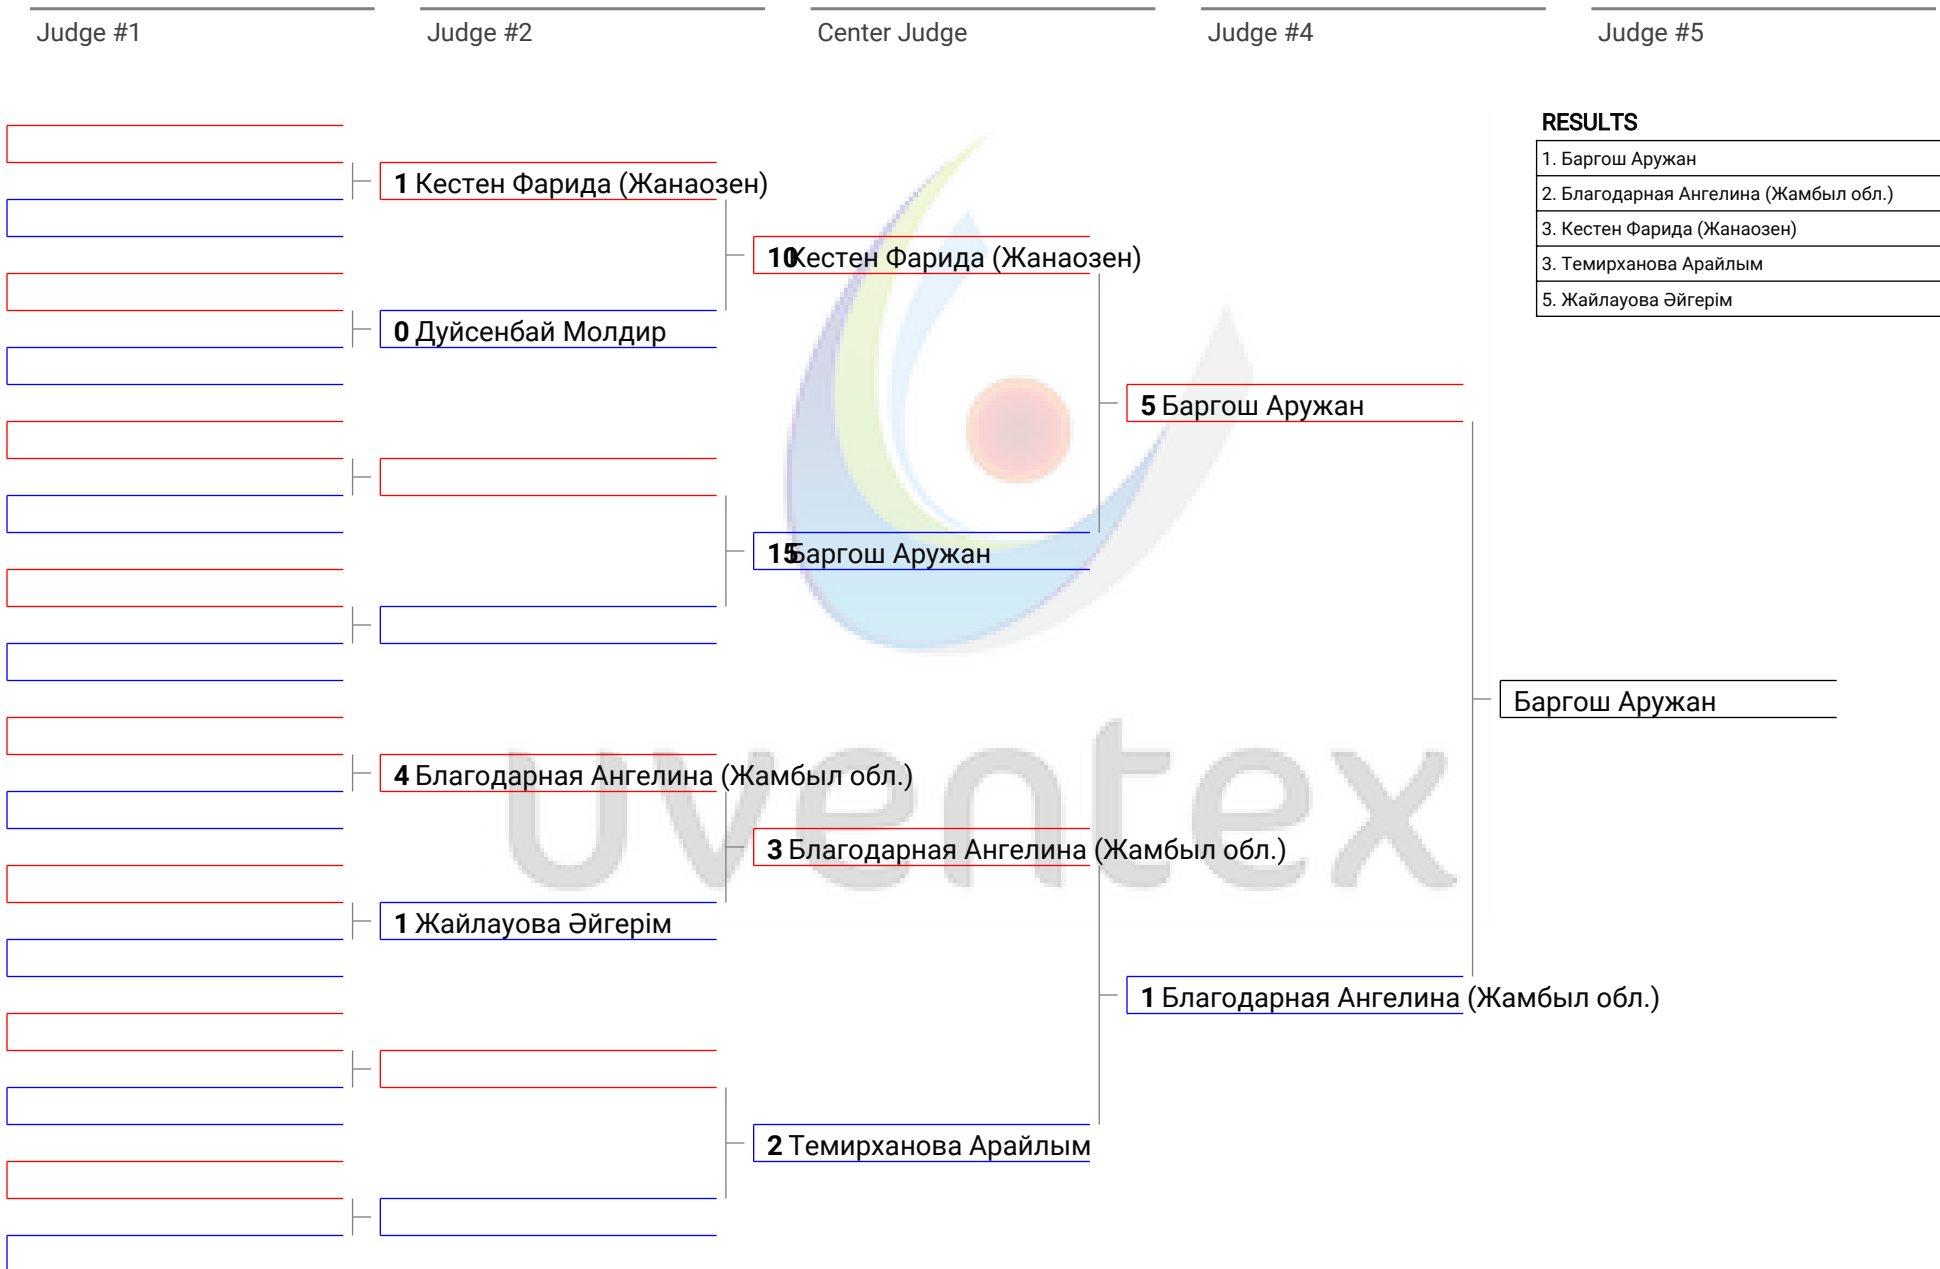 Judge #1
Judge #2
Center Judge
Judge #4
Judge #5
RESULTS
1. Баргош Аружан
2. Благодарная Ангелина (Жамбыл обл.)
3. Кестен Фарида (Жанаозен)
3. Темирханова Арайлым
5. Жайлауова Әйгерім
1 Кестен Фарида (Жанаозен)
10 Кестен Фарида (Жанаозен)
0 Дуйсенбай Молдир
5 Баргош Аружан
15 Баргош Аружан
Баргош Аружан
4 Благодарная Ангелина (Жамбыл обл.)
3 Благодарная Ангелина (Жамбыл обл.)
1 Жайлауова Әйгерім
1 Благодарная Ангелина (Жамбыл обл.)
2 Темирханова Арайлым
uventex